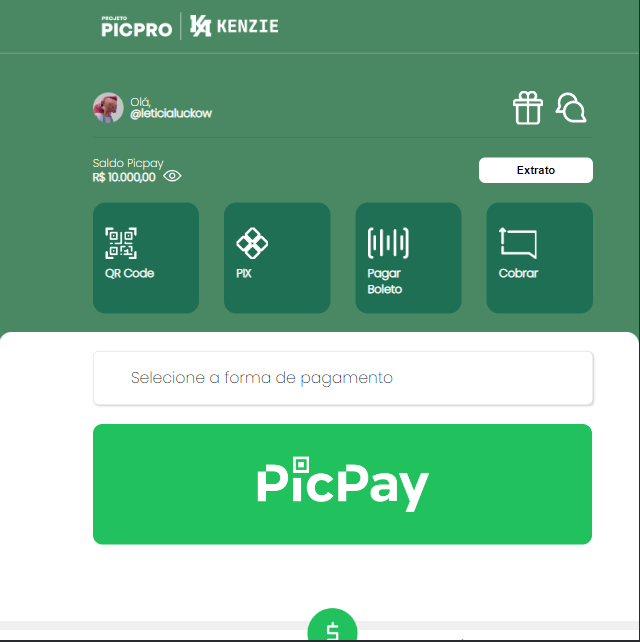 PROJETO
PICPRO
KENZIE
Olá,
@leticialuckow
Saldo Picpay
R$ 10.000,00
Extrato
QR Code
PIX
Pagar
Boleto
Cobrar
Selecione a forma de pagamento
PicPay
$